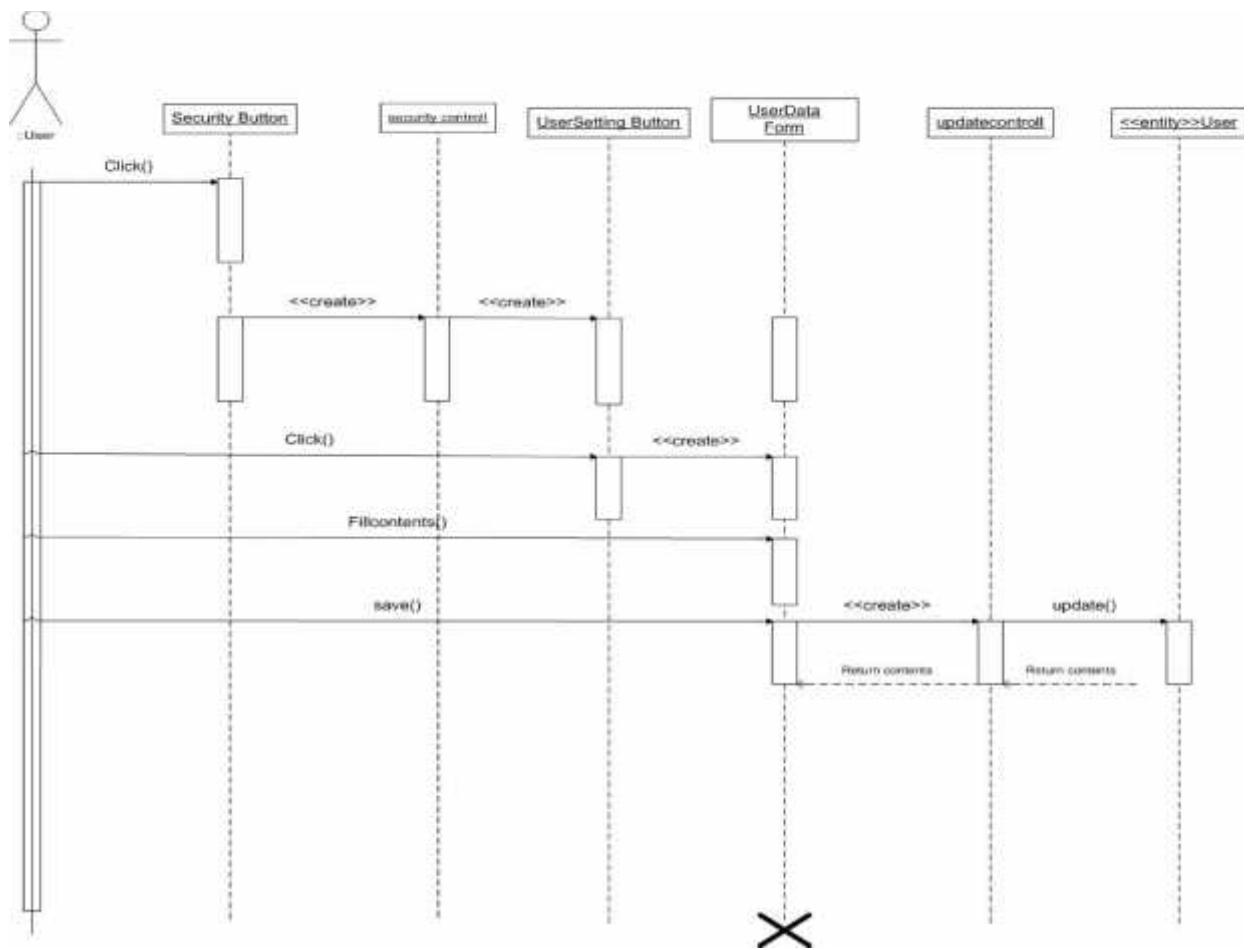 : User
Security Button
security controll
UserSetting Button
UserData
Form
updatecontroll
<<entity>>User
Click()
<<create>>
<<create>>
Click()
<<create>>
Fillcontents()
save()
<<create>>
update()
Return contents
Return contents